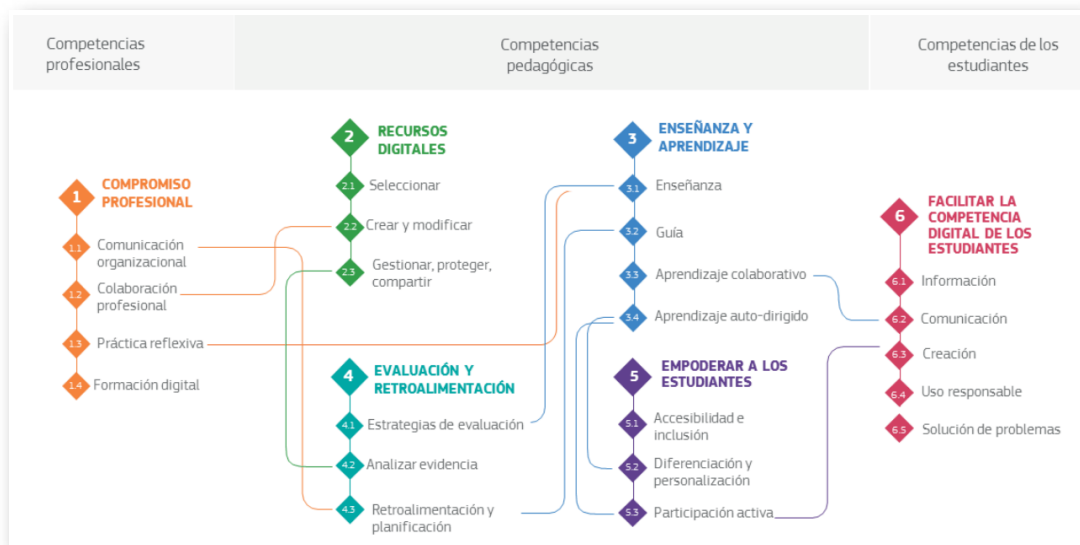 Competencias
profesionales
Competencias
pedagógicas
Competencias de los
estudiantes
1
COMPROMISO
PROFESIONAL
1.1
Comunicación
organizacional
1.2
Colaboración
profesional
1.3
Práctica reflexiva
1.4
Formación digital
2
RECURSOS
DIGITALES
2.1
Seleccionar
2.2
Crear y modificar
2.3
Gestionar, proteger,
compartir
3
ENSEÑANZA Y
APRENDIZAJE
3.1
Enseñanza
3.2
Guía
3.3
Aprendizaje colaborativo
3.4
Aprendizaje auto-dirigido
4
EVALUACIÓN Y
RETROALIMENTACIÓN
4.1
Estrategias de evaluación
4.2
Analizar evidencia
4.3
Retroalimentación y
planificación
5
EMPODERAR A LOS
ESTUDIANTES
5.1
Accesibilidad e
inclusión
5.2
Diferenciación y
personalización
5.3
Participación activa
6
FACILITAR LA
COMPETENCIA
DIGITAL DE LOS
ESTUDIANTES
6.1
Información
6.2
Comunicación
6.3
Creación
6.4
Uso responsable
6.5
Solución de problemas